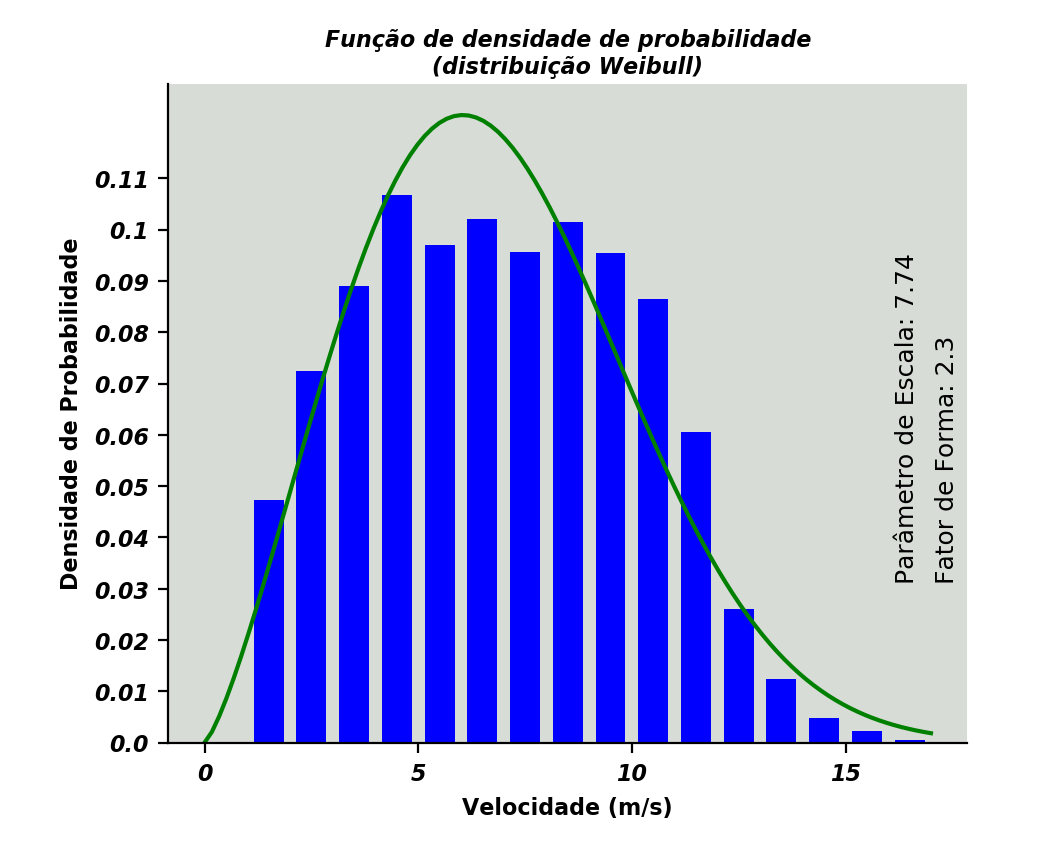 Função de densidade de probabilidade
(distribuição Weibull)
Densidade de Probabilidade
0.11
0.1
0.09
0.08
0.07
0.06
0.05
0.04
0.03
0.02
0.01
0.0
0
5
10
15
Velocidade (m/s)
Parâmetro de Escala: 7.74
Fator de Forma: 2.3